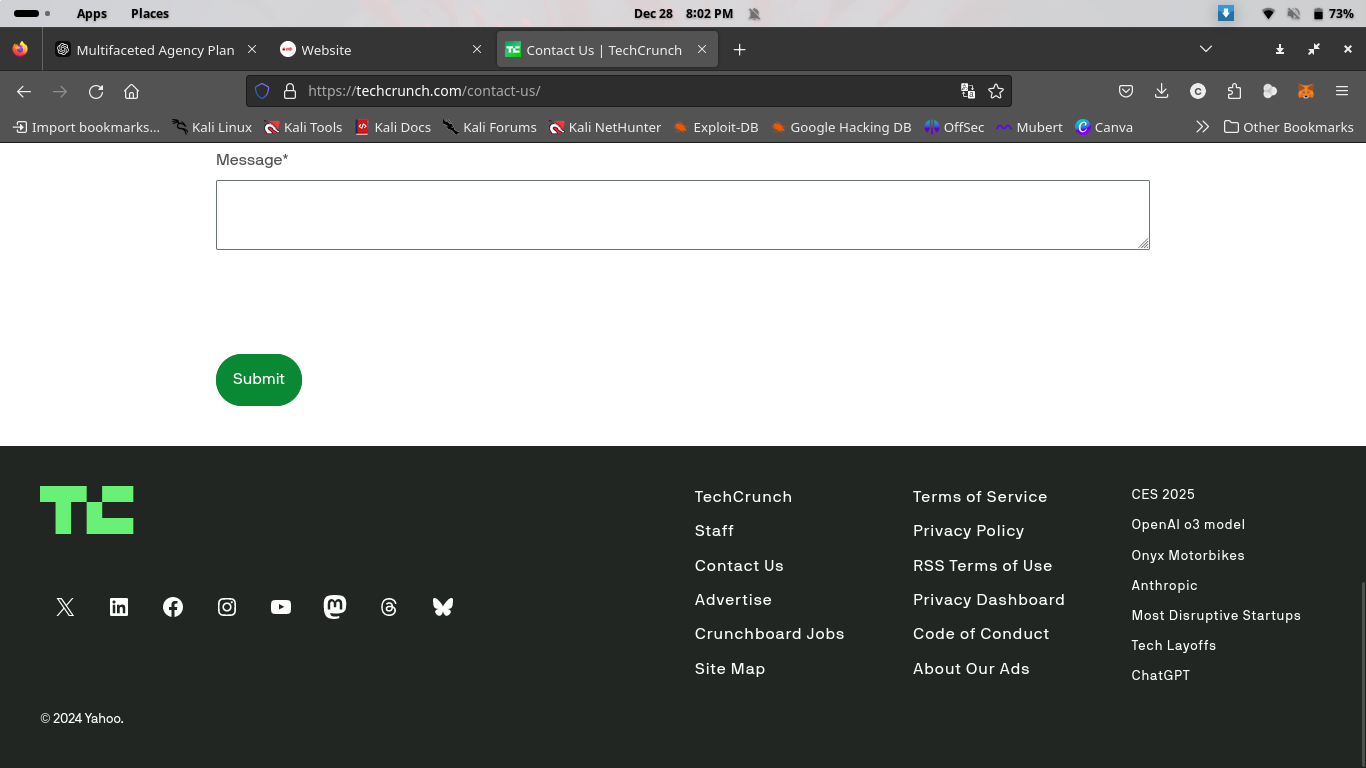 Apps Places Dec 28 8:02 PM 73%
Multifaceted Agency Plan Website Contact Us | TechCrunch
https://techcrunch.com/contact-us/
Import bookmarks... Kali Linux Kali Tools Kali Docs Kali Forums Kali NetHunter Exploit-DB Google Hacking DB OffSec Mubert Canva Other Bookmarks
Message*
Submit
TC
TechCrunch
Staff
Contact Us
Advertise
Crunchboard Jobs
Site Map
Terms of Service
Privacy Policy
RSS Terms of Use
Privacy Dashboard
Code of Conduct
About Our Ads
CES 2025
OpenAI o3 model
Onyx Motorbikes
Anthropic
Most Disruptive Startups
Tech Layoffs
ChatGPT
© 2024 Yahoo.